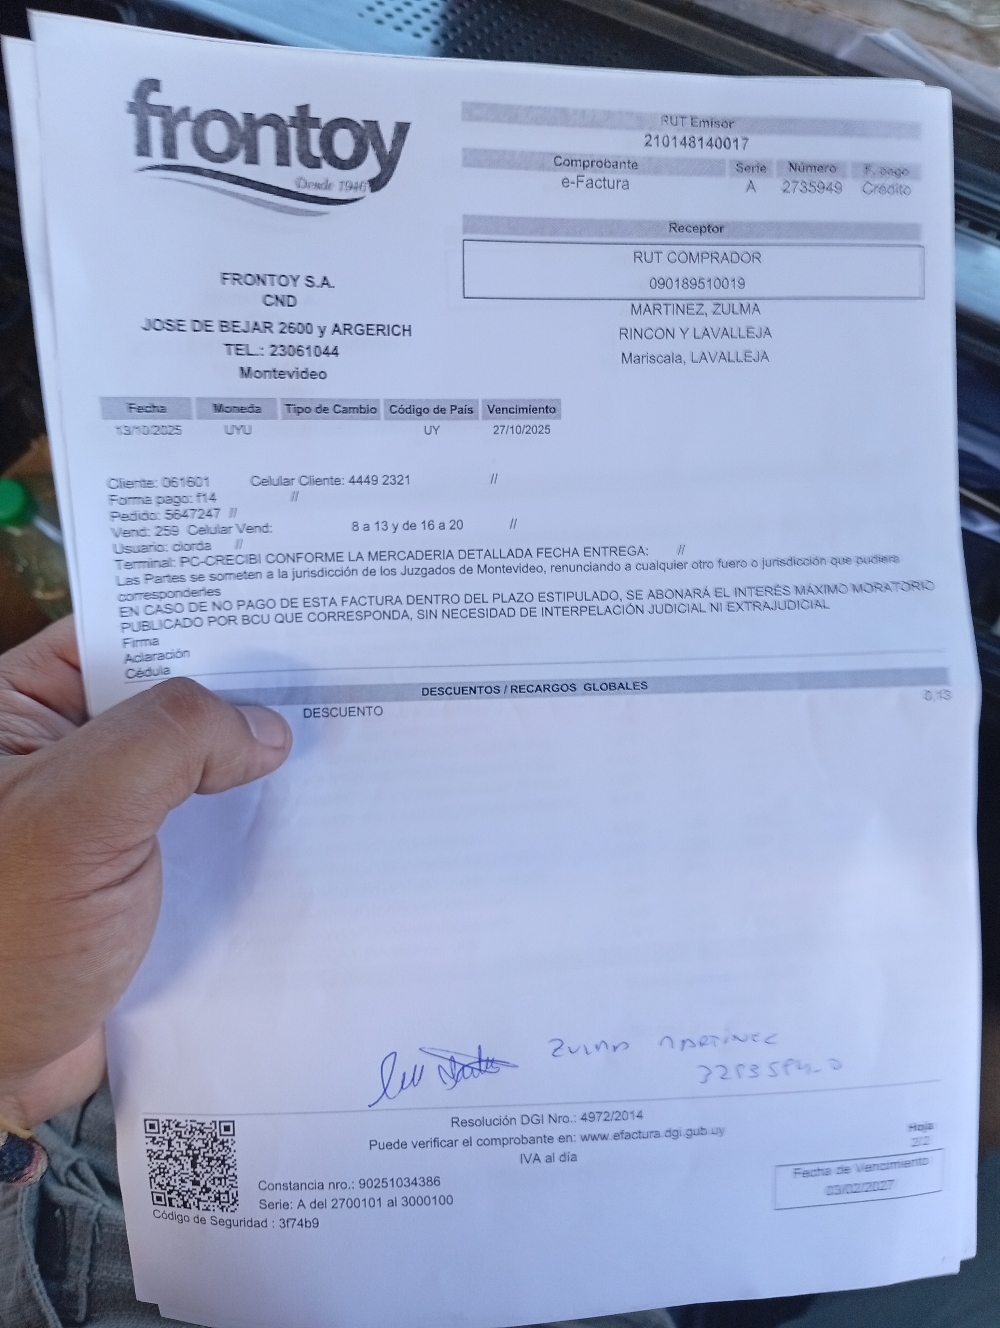 frontoy
Desde 1946
FRONTOY S.A.
CND
JOSE DE BEJAR 2600 y ARGERICH
TEL.: 23061044
Montevideo
RUT Emisor
210148140017
Comprobante Serie Número F. pago
e-Factura A 2735949 Crédito
Receptor
RUT COMPRADOR
090189510019
MARTINEZ, ZULMA
RINCON Y LAVALLEJA
Mariscala, LAVALLEJA
Fecha Moneda Tipo de Cambio Código de País Vencimiento
13/10/2025 UYU UY 27/10/2025
Cliente: 061601 Celular Cliente: 4449 2321 //
Forma pago: f14 //
Pedido: 5647247 //
Vend: 259 Celular Vend: 8 a 13 y de 16 a 20 //
Usuario: clorda //
Terminal: PC-CRECIBI CONFORME LA MERCADERIA DETALLADA FECHA ENTREGA: //
Las Partes se someten a la jurisdicción de los Juzgados de Montevideo, renunciando a cualquier otro fuero o jurisdicción que pudiera
corresponderles
EN CASO DE NO PAGO DE ESTA FACTURA DENTRO DEL PLAZO ESTIPULADO, SE ABONARÁ EL INTERÉS MÁXIMO MORATORIO
PUBLICADO POR BCU QUE CORRESPONDA, SIN NECESIDAD DE INTERPELACIÓN JUDICIAL NI EXTRAJUDICIAL
Firma
Aclaración
Cédula
DESCUENTOS / RECARGOS GLOBALES
DESCUENTO 0,13
ZULMA MARTINEZ
Resolución DGI Nro.: 4972/2014
Puede verificar el comprobante en: www.efactura.dgi.gub.uy
IVA al día
Hoja
2/2
Constancia nro.: 90251034386
Serie: A del 2700101 al 3000100
Código de Seguridad : 3f74b9
Fecha de Vencimiento
03/02/2027